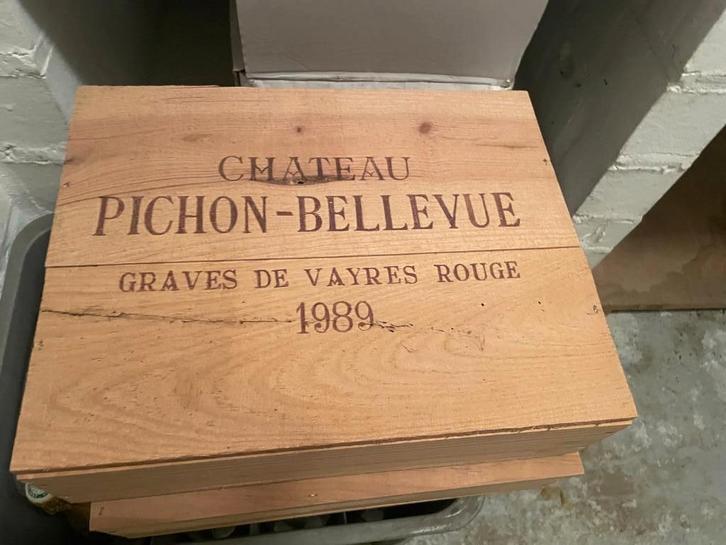 CHATEAU
PICHON-BELLEVUE
GRAVES DE VAYRES ROUGE
1989